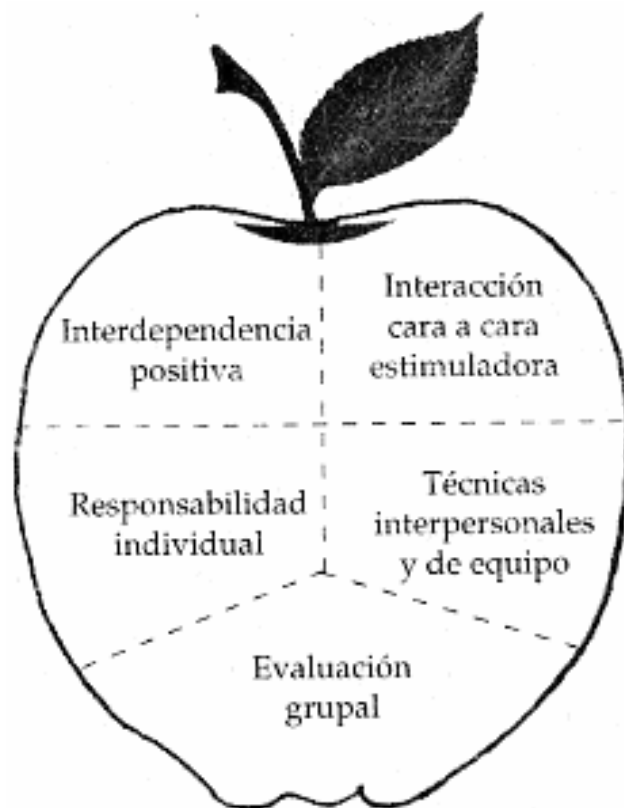 Interdependencia
positiva
Interacción
cara a cara
estimuladora
Responsabilidad
individual
Técnicas
interpersonales
y de equipo
Evaluación
grupal